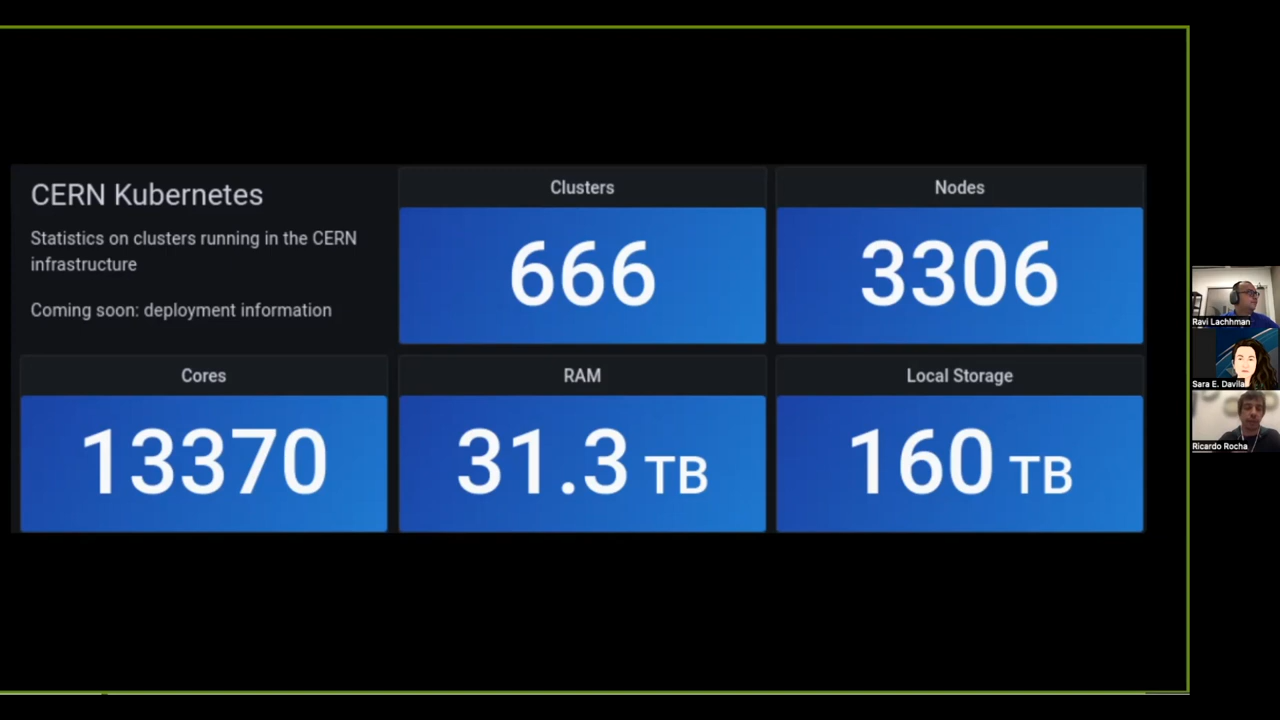 CERN Kubernetes
Statistics on clusters running in the CERN
infrastructure
Coming soon: deployment information
Clusters
666
Nodes
3306
Cores
13370
RAM
31.3 TB
Local Storage
160 TB
Ravi Lachhman
Sara E. Davila
Ricardo Rocha